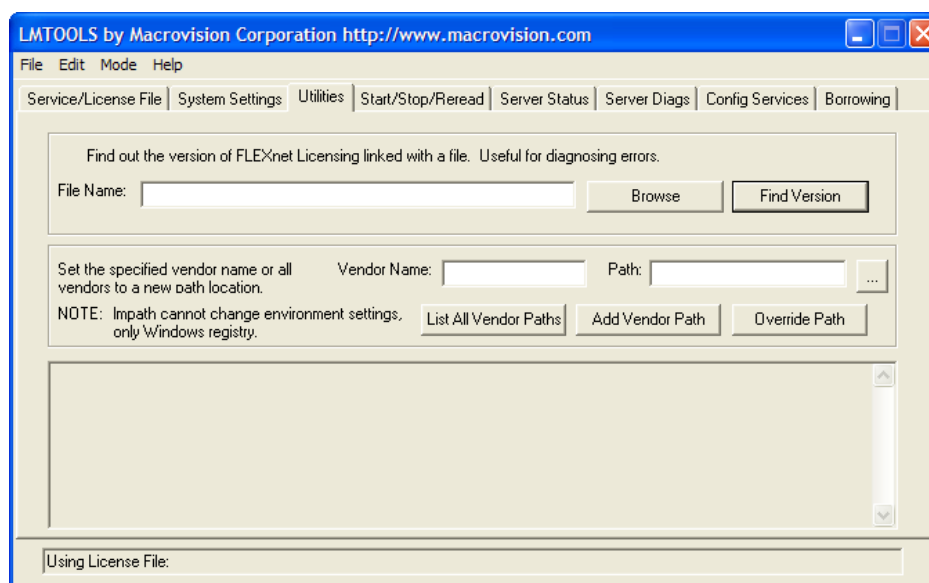 LMTOOLS by Macrovision Corporation http://www.macrovision.com
File Edit Mode Help
Service/License File System Settings Utilities Start/Stop/Reread Server Status Server Diags Config Services Borrowing
Find out the version of FLEXnet Licensing linked with a file. Useful for diagnosing errors.
File Name: Browse Find Version
Set the specified vendor name or all Vendor Name: Path: ...
vendors to a new path location.
NOTE: lmpath cannot change environment settings, List All Vendor Paths Add Vendor Path Override Path
only Windows registry.
Using License File: